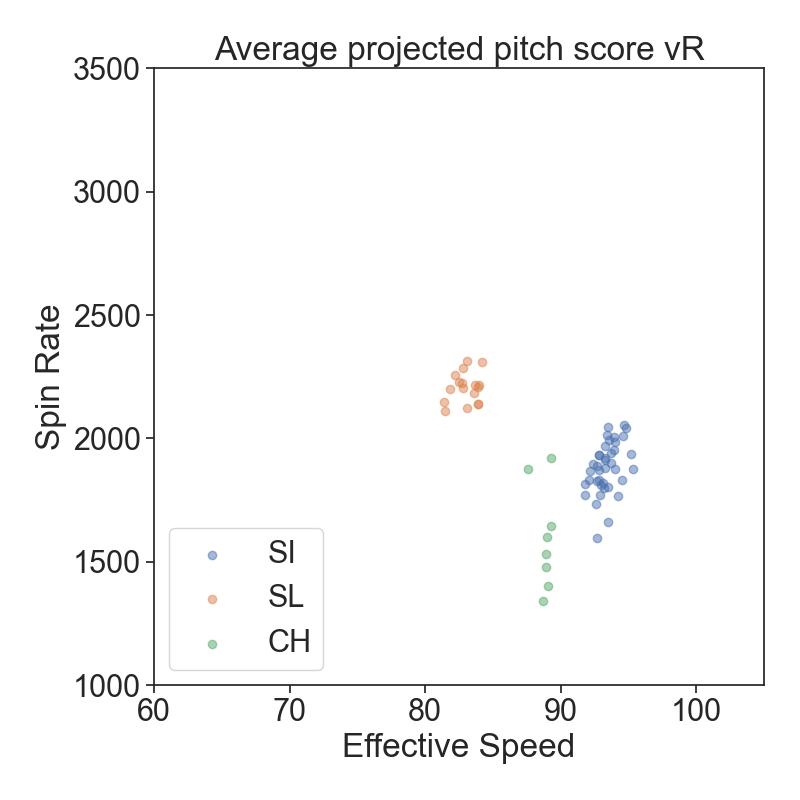 Average projected pitch score vR
3500
3000
2500
2000
1500
1000
Spin Rate
SI
SL
CH
60 70 80 90 100
Effective Speed